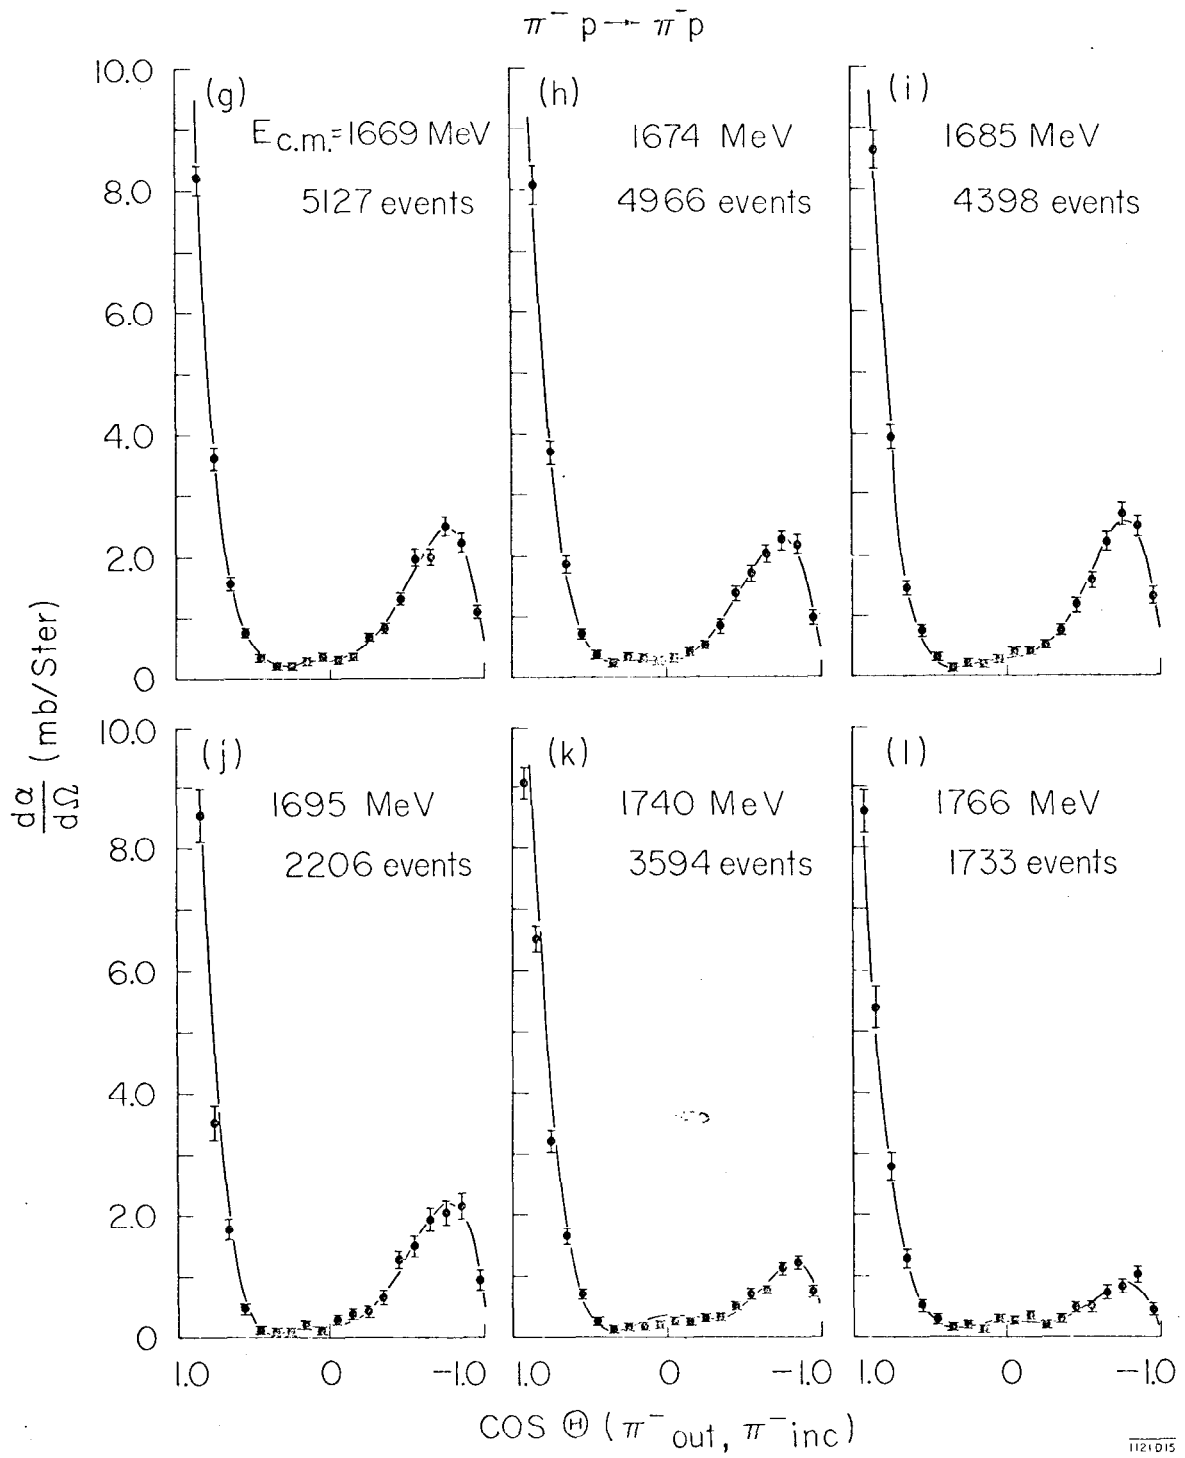 π⁻ p → π⁻ p
(g)
E c.m. = 1669 MeV
5127 events
(h)
1674 MeV
4966 events
(i)
1685 MeV
4398 events
10.0
8.0
6.0
4.0
2.0
0
dα/dΩ (mb/Ster)
(j)
1695 MeV
2206 events
(k)
1740 MeV
3594 events
(l)
1766 MeV
1733 events
10.0
8.0
6.0
4.0
2.0
0
1.0 0 -1.0
1.0 0 -1.0
1.0 0 -1.0
COS Θ (π⁻ out, π⁻ inc)
1121D15